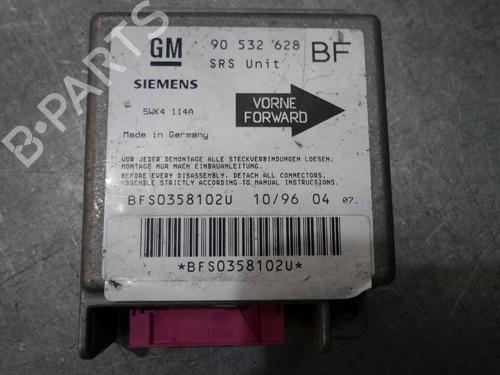 GM
90 532 628 BF
SRS Unit
SIEMENS
5WK4 114A
VORNE
FORWARD
Made in Germany
VOR JEDER DEMONTAGE ALLE STECKVERBINDUNGEN LOESEN.
MONTAGE NUR NACH EINBAUANLEITUNG.
BEFORE EVERY DISASSEMBLY, DETACH ALL CONNECTORS.
ASSEMBLE STRICTLY ACCORDING TO MANUAL INSTRUCTIONS.
BFS0358102U 10/96 04 07.
*BFS0358102U*
B-PARTS